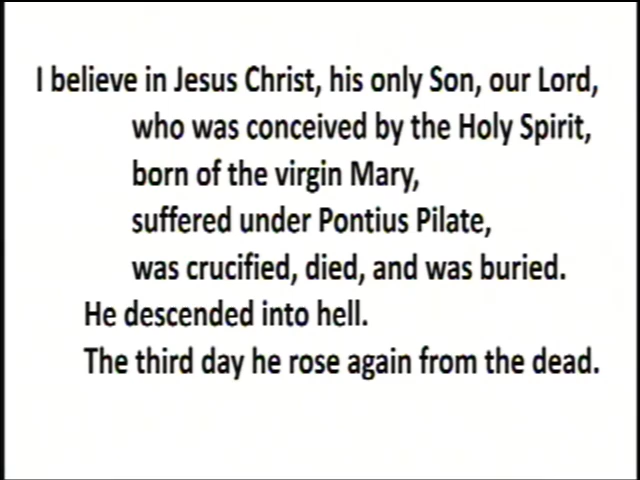 I believe in Jesus Christ, his only Son, our Lord,
who was conceived by the Holy Spirit,
born of the virgin Mary,
suffered under Pontius Pilate,
was crucified, died, and was buried.
He descended into hell.
The third day he rose again from the dead.